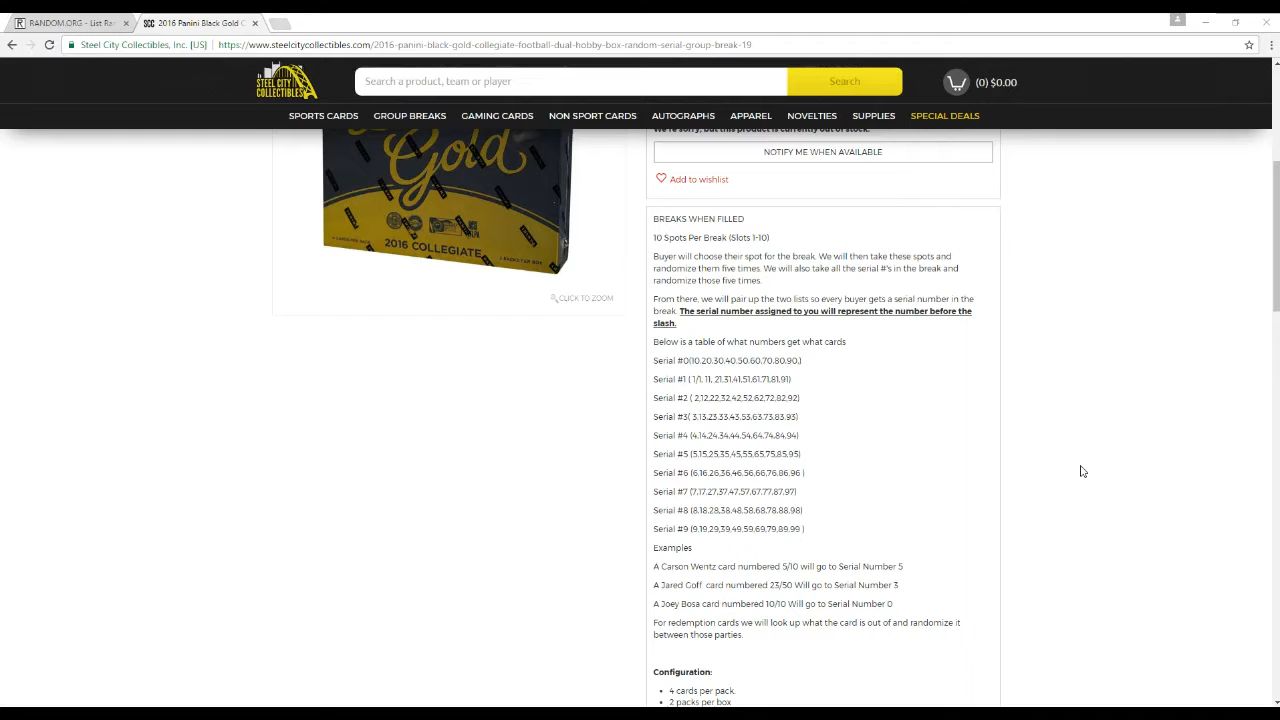 RANDOM.ORG - List Ran
SCC 2016 Panini Black Gold C
Steel City Collectibles, Inc. [US]
https://www.steelcitycollectibles.com/2016-panini-black-gold-collegiate-football-dual-hobby-box-random-serial-group-break-19
STEEL CITY
COLLECTIBLES
Search a product, team or player
Search
(0) $0.00
SPORTS CARDS
GROUP BREAKS
GAMING CARDS
NON SPORT CARDS
AUTOGRAPHS
APPAREL
NOVELTIES
SUPPLIES
SPECIAL DEALS
We're sorry, but this product is currently out of stock.
NOTIFY ME WHEN AVAILABLE
Add to wishlist
Gold
2016 COLLEGIATE
CLICK TO ZOOM
BREAKS WHEN FILLED
10 Spots Per Break (Slots 1-10)
Buyer will choose their spot for the break. We will then take these spots and
randomize them five times. We will also take all the serial #'s in the break and
randomize those five times.
From there, we will pair up the two lists so every buyer gets a serial number in the
break. The serial number assigned to you will represent the number before the
slash.
Below is a table of what numbers get what cards
Serial #0(10,20,30,40,50,60,70,80,90,)
Serial #1 ( 1/1, 11, 21,31,41,51,61,71,81,91)
Serial #2 ( 2,12,22,32,42,52,62,72,82,92)
Serial #3( 3,13,23,33,43,53,63,73,83,93)
Serial #4 (4,14,24,34,44,54,64,74,84,94)
Serial #5 (5,15,25,35,45,55,65,75,85,95)
Serial #6 (6,16,26,36,46,56,66,76,86,96 )
Serial #7 (7,17,27,37,47,57,67,77,87,97)
Serial #8 (8,18,28,38,48,58,68,78,88,98)
Serial #9 (9,19,29,39,49,59,69,79,89,99 )
Examples
A Carson Wentz card numbered 5/10 will go to Serial Number 5
A Jared Goff card numbered 23/50 Will go to Serial Number 3
A Joey Bosa card numbered 10/10 Will go to Serial Number 0
For redemption cards we will look up what the card is out of and randomize it
between those parties.
Configuration:
4 cards per pack.
2 packs per box